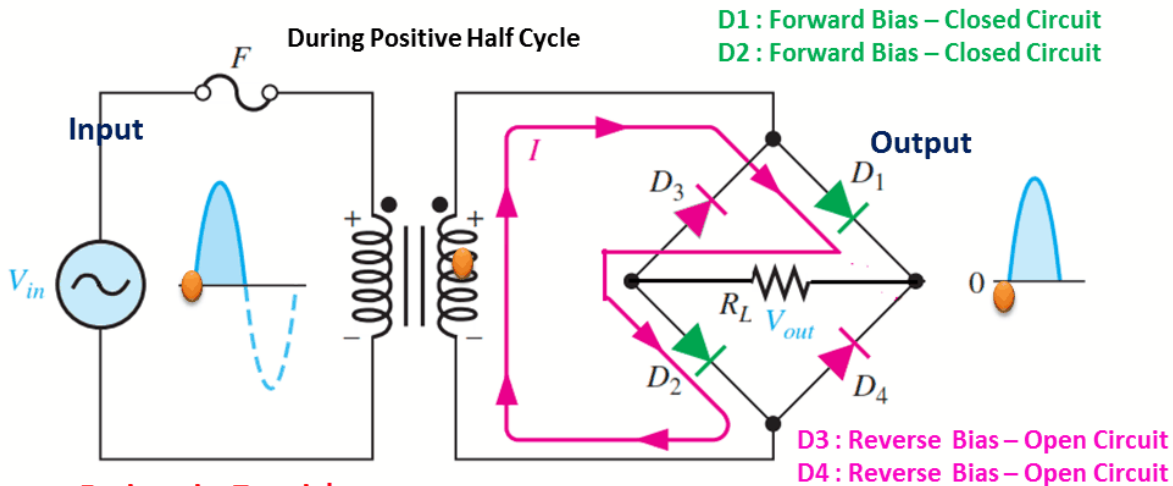 D1 : Forward Bias – Closed Circuit
During Positive Half Cycle
D2 : Forward Bias – Closed Circuit
F
Input
Output
I
D3
D1
+
+
Vin
0
RL
Vout
–
–
D2
D4
D3 : Reverse Bias – Open Circuit
D4 : Reverse Bias – Open Circuit